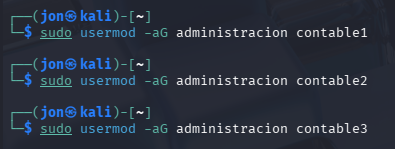 ┌──(jon㉿kali)-[~]
└─$ sudo usermod -aG administracion contable1
┌──(jon㉿kali)-[~]
└─$ sudo usermod -aG administracion contable2
┌──(jon㉿kali)-[~]
└─$ sudo usermod -aG administracion contable3